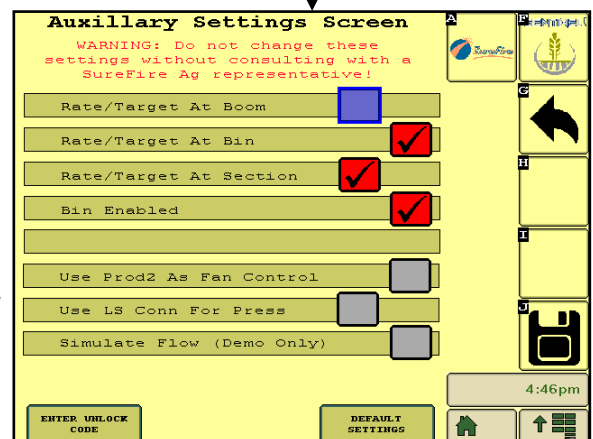 Auxillary Settings Screen
WARNING: Do not change these
settings without consulting with a
SureFire Ag representative!
Rate/Target At Boom
Rate/Target At Bin
Rate/Target At Section
Bin Enabled
Use Prod2 As Fan Control
Use LS Conn For Press
Simulate Flow (Demo Only)
ENTER UNLOCK
CODE
DEFAULT
SETTINGS
A
SureFire
F
G
H
I
J
4:46pm